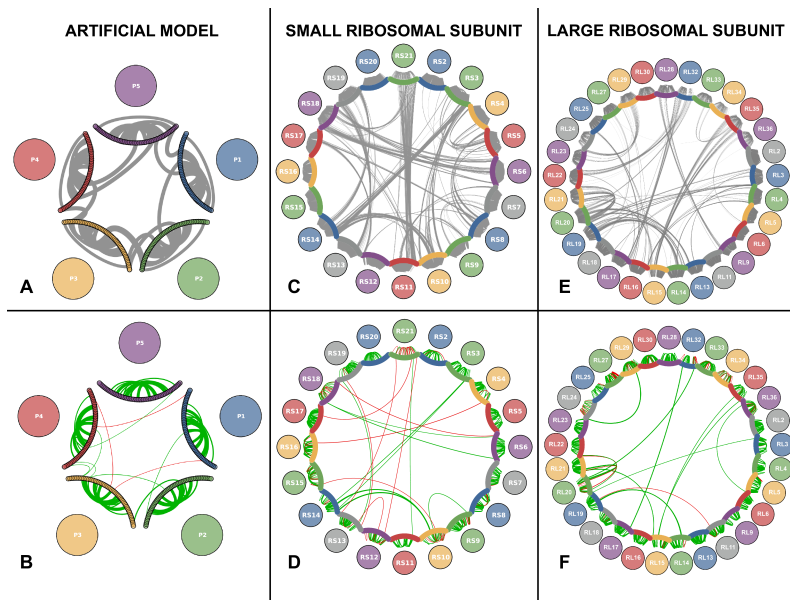 ARTIFICIAL MODEL
P5
P4
P1
P3
P2
A
SMALL RIBOSOMAL SUBUNIT
RS21
RS20
RS2
RS19
RS3
RS18
RS4
RS17
RS5
RS16
RS6
RS15
RS7
RS14
RS8
RS13
RS9
RS12
RS10
RS11
C
LARGE RIBOSOMAL SUBUNIT
RL28
RL30
RL32
RL29
RL33
RL27
RL34
RL25
RL35
RL24
RL36
RL23
RL2
RL22
RL3
RL21
RL4
RL20
RL5
RL19
RL6
RL18
RL9
RL17
RL11
RL16
RL13
RL15
RL14
E
P5
P4
P1
P3
P2
B
RS21
RS20
RS2
RS19
RS3
RS18
RS4
RS17
RS5
RS16
RS6
RS15
RS7
RS14
RS8
RS13
RS9
RS12
RS10
RS11
D
RL28
RL30
RL32
RL29
RL33
RL27
RL34
RL25
RL35
RL24
RL36
RL23
RL2
RL22
RL3
RL21
RL4
RL20
RL5
RL19
RL6
RL18
RL9
RL17
RL11
RL16
RL13
RL15
RL14
F